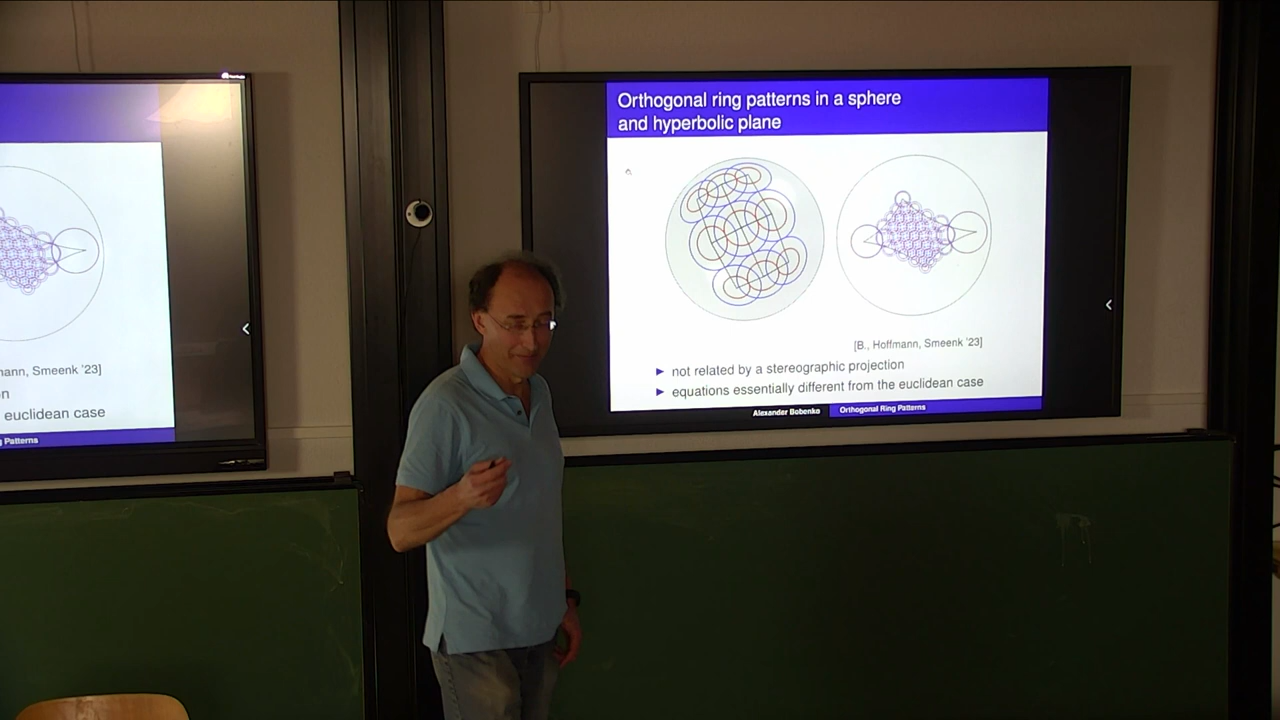 mann, Smeenk '23]
on
euclidean case
g Patterns
Orthogonal ring patterns in a sphere
and hyperbolic plane
[B., Hoffmann, Smeenk '23]
not related by a stereographic projection
equations essentially different from the euclidean case
Alexander Bobenko Orthogonal Ring Patterns